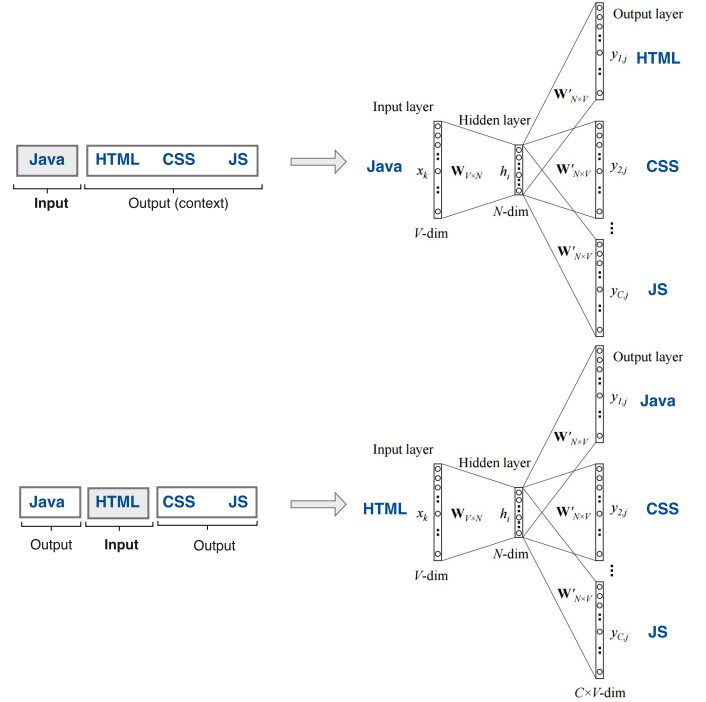 Output layer
y1,j HTML
W'N×V
Input layer
Hidden layer
Java HTML CSS JS
Java xk WV×N hi W'N×V y2,j CSS
Input Output (context)
N-dim
V-dim
...
W'N×V
yC,j JS
Output layer
y1,j Java
W'N×V
Input layer
Hidden layer
Java HTML CSS JS
HTML xk WV×N hi W'N×V y2,j CSS
Output Input Output
N-dim
V-dim
...
W'N×V
yC,j JS
C×V-dim